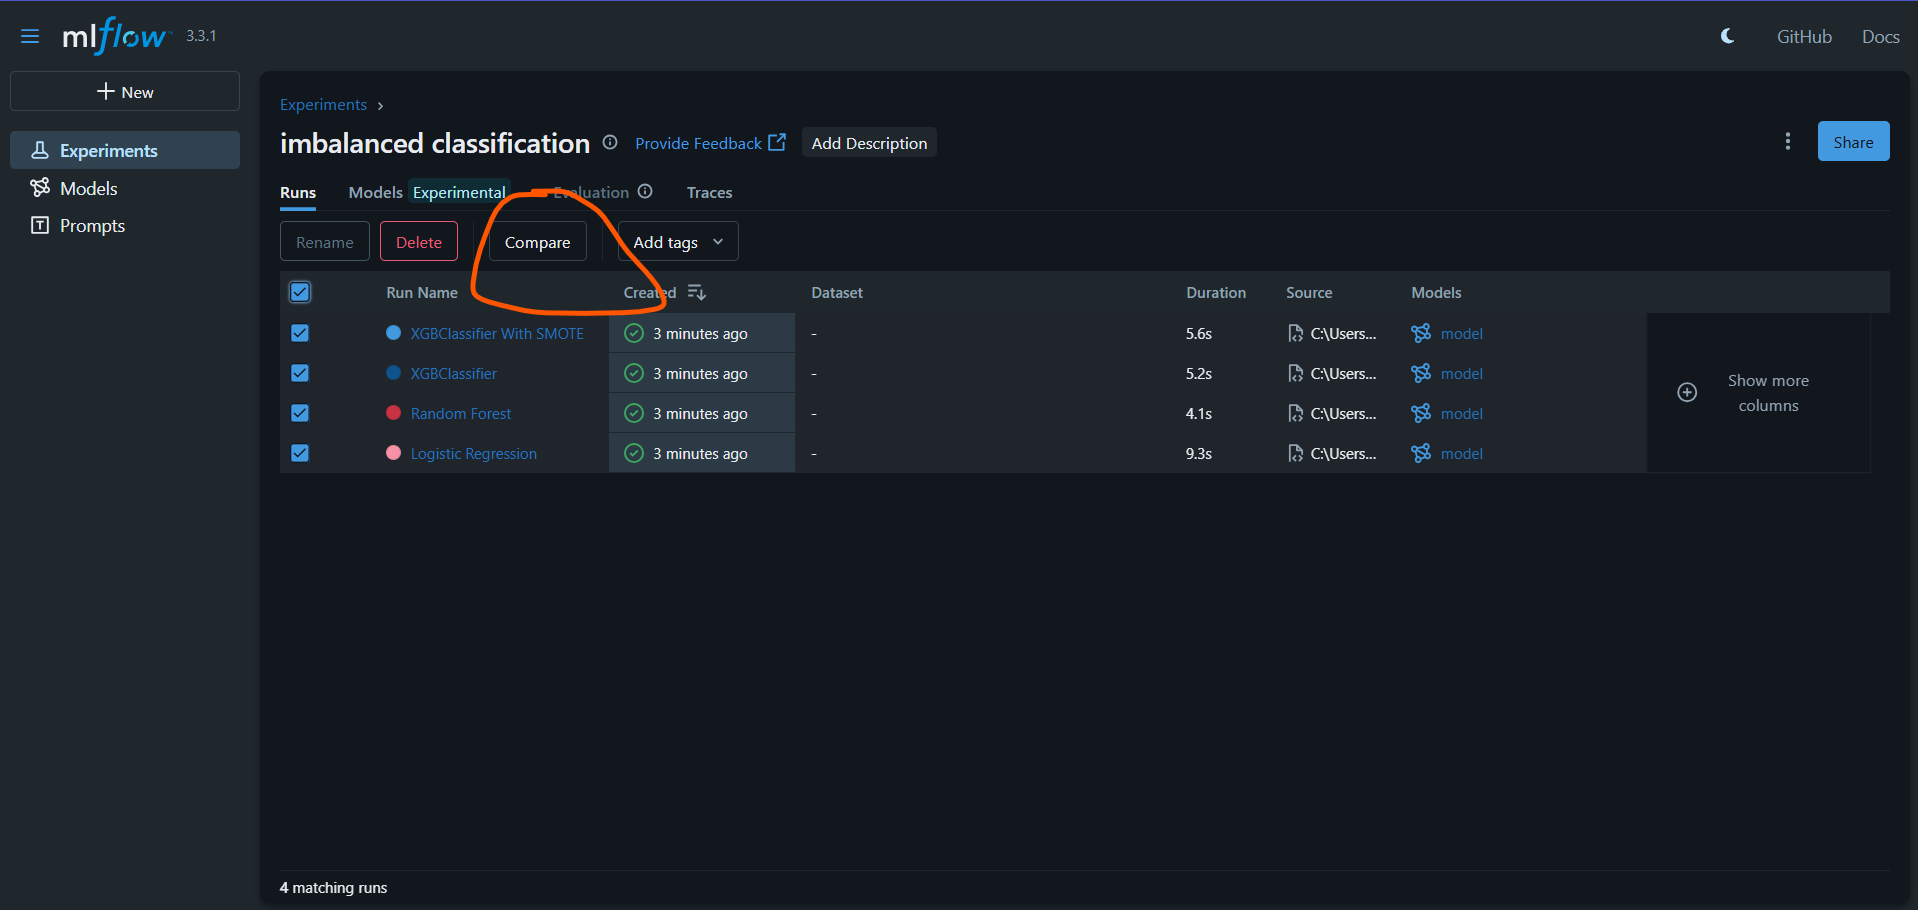 mlflow 3.3.1 GitHub Docs
New
Experiments
Models
Prompts
Experiments
imbalanced classification Provide Feedback Add Description Share
Runs Models Experimental Evaluation Traces
Rename Delete Compare Add tags
Run Name Created Dataset Duration Source Models
XGBClassifier With SMOTE 3 minutes ago - 5.6s C:\Users... model
XGBClassifier 3 minutes ago - 5.2s C:\Users... model
Random Forest 3 minutes ago - 4.1s C:\Users... model
Logistic Regression 3 minutes ago - 9.3s C:\Users... model
Show more
columns
4 matching runs